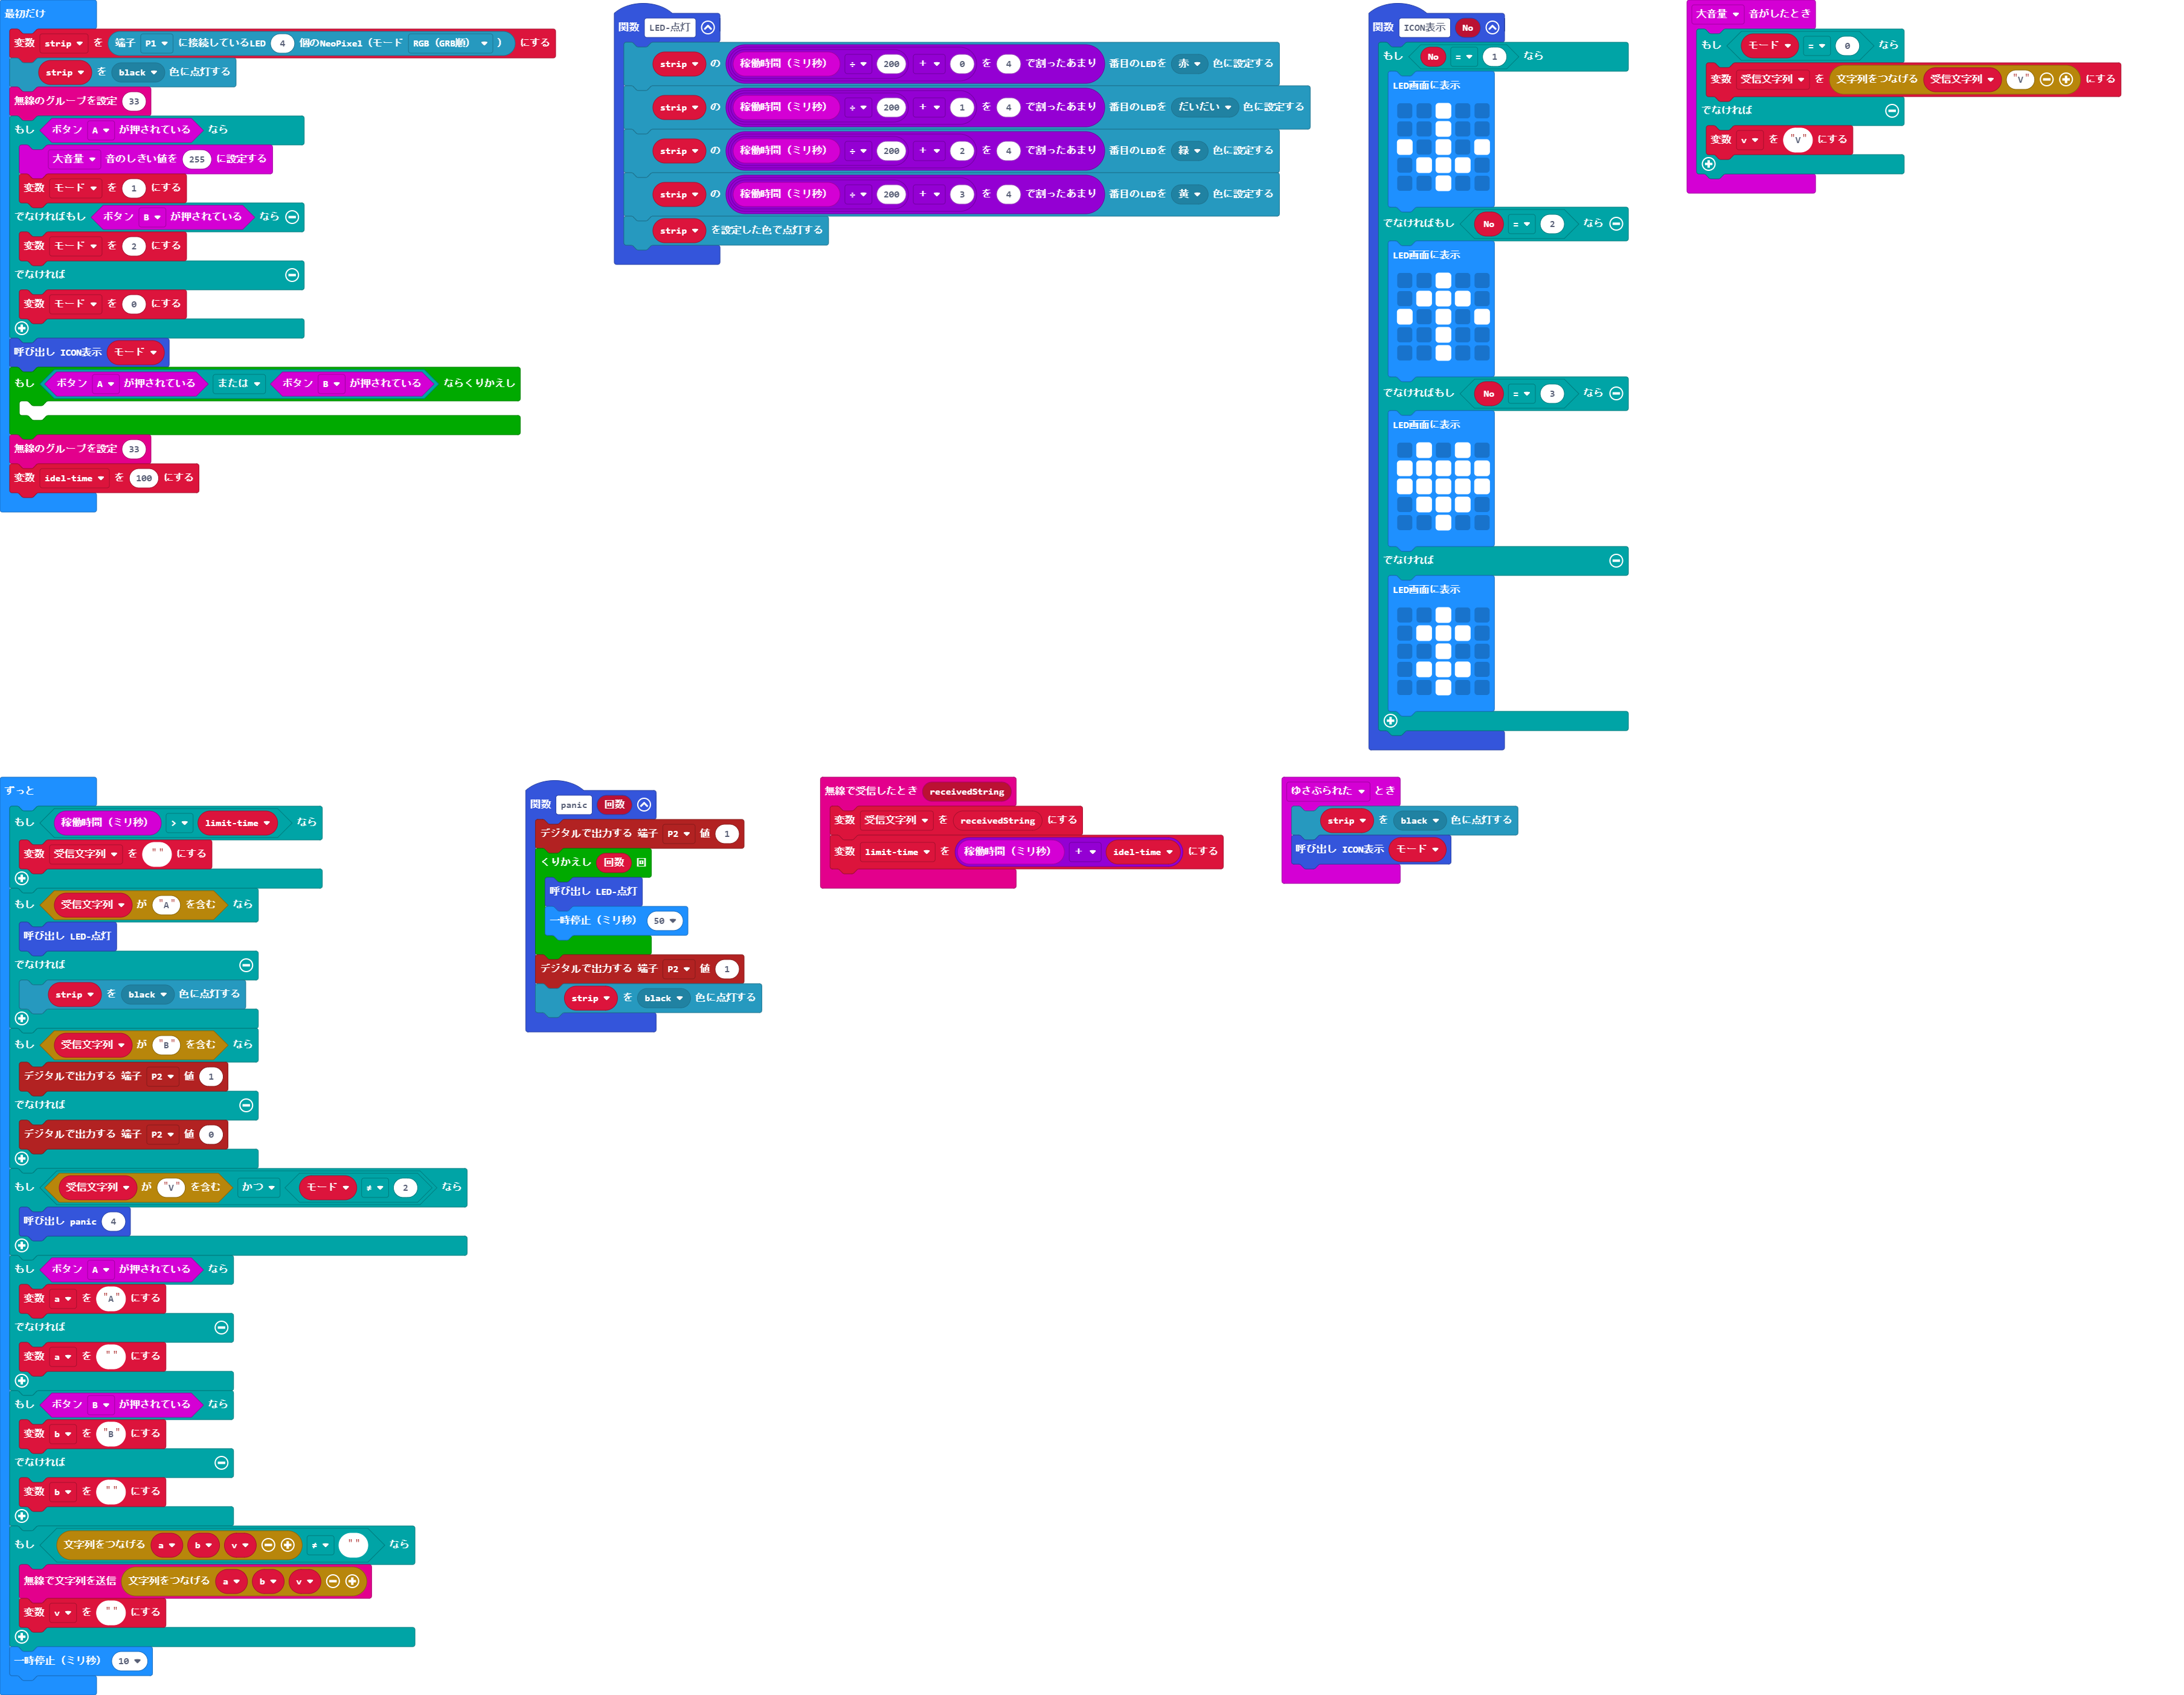 最初だけ
変数 strip を 端子 P1 に接続しているLED 4 個のNeoPixel（モード RGB（GRB順） ） にする
strip を black 色に点灯する
無線のグループを設定 33
もし ボタン A が押されている なら
大音量 音のしきい値を 255 に設定する
変数 モード を 1 にする
でなければもし ボタン B が押されている なら
変数 モード を 2 にする
でなければ
変数 モード を 0 にする
呼び出し ICON表示 モード
もし ボタン A が押されている または ボタン B が押されている ならくりかえし
無線のグループを設定 33
変数 idel-time を 100 にする
関数 LED-点灯
strip の 稼働時間（ミリ秒） ÷ 200 + 0 を 4 で割ったあまり 番目のLEDを 赤 色に設定する
strip の 稼働時間（ミリ秒） ÷ 200 + 1 を 4 で割ったあまり 番目のLEDを だいだい 色に設定する
strip の 稼働時間（ミリ秒） ÷ 200 + 2 を 4 で割ったあまり 番目のLEDを 緑 色に設定する
strip の 稼働時間（ミリ秒） ÷ 200 + 3 を 4 で割ったあまり 番目のLEDを 黄 色に設定する
strip を設定した色で点灯する
関数 ICON表示 No
もし No = 1 なら
LED画面に表示
でなければもし No = 2 なら
LED画面に表示
でなければもし No = 3 なら
LED画面に表示
でなければ
LED画面に表示
大音量 音がしたとき
もし モード = 0 なら
変数 受信文字列 を 文字列をつなげる 受信文字列 "V" にする
でなければ
変数 v を "V" にする
ずっと
もし 稼働時間（ミリ秒） > limit-time なら
変数 受信文字列 を "" にする
もし 受信文字列 が "A" を含む なら
呼び出し LED-点灯
でなければ
strip を black 色に点灯する
もし 受信文字列 が "B" を含む なら
デジタルで出力する 端子 P2 値 1
でなければ
デジタルで出力する 端子 P2 値 0
もし 受信文字列 が "V" を含む かつ モード ≠ 2 なら
呼び出し panic 4
もし ボタン A が押されている なら
変数 a を "A" にする
でなければ
変数 a を "" にする
もし ボタン B が押されている なら
変数 b を "B" にする
でなければ
変数 b を "" にする
もし 文字列をつなげる a b v ≠ "" なら
無線で文字列を送信 文字列をつなげる a b v
変数 v を "" にする
一時停止（ミリ秒） 10
関数 panic 回数
デジタルで出力する 端子 P2 値 1
くりかえし 回数 回
呼び出し LED-点灯
一時停止（ミリ秒） 50
デジタルで出力する 端子 P2 値 1
strip を black 色に点灯する
無線で受信したとき receivedString
変数 受信文字列 を receivedString にする
変数 limit-time を 稼働時間（ミリ秒） + idel-time にする
ゆさぶられた とき
strip を black 色に点灯する
呼び出し ICON表示 モード